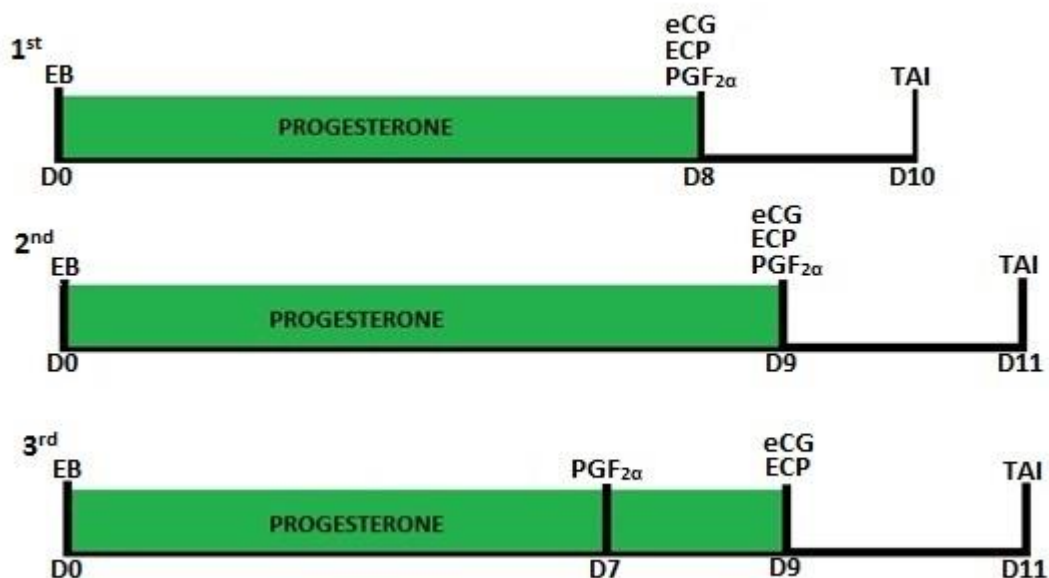 1st
eCG
ECP
EB PGF2α TAI
PROGESTERONE
D0 D8 D10
2nd
eCG
ECP
EB PGF2α TAI
PROGESTERONE
D0 D9 D11
3rd
eCG
EB PGF2α ECP TAI
PROGESTERONE
D0 D7 D9 D11